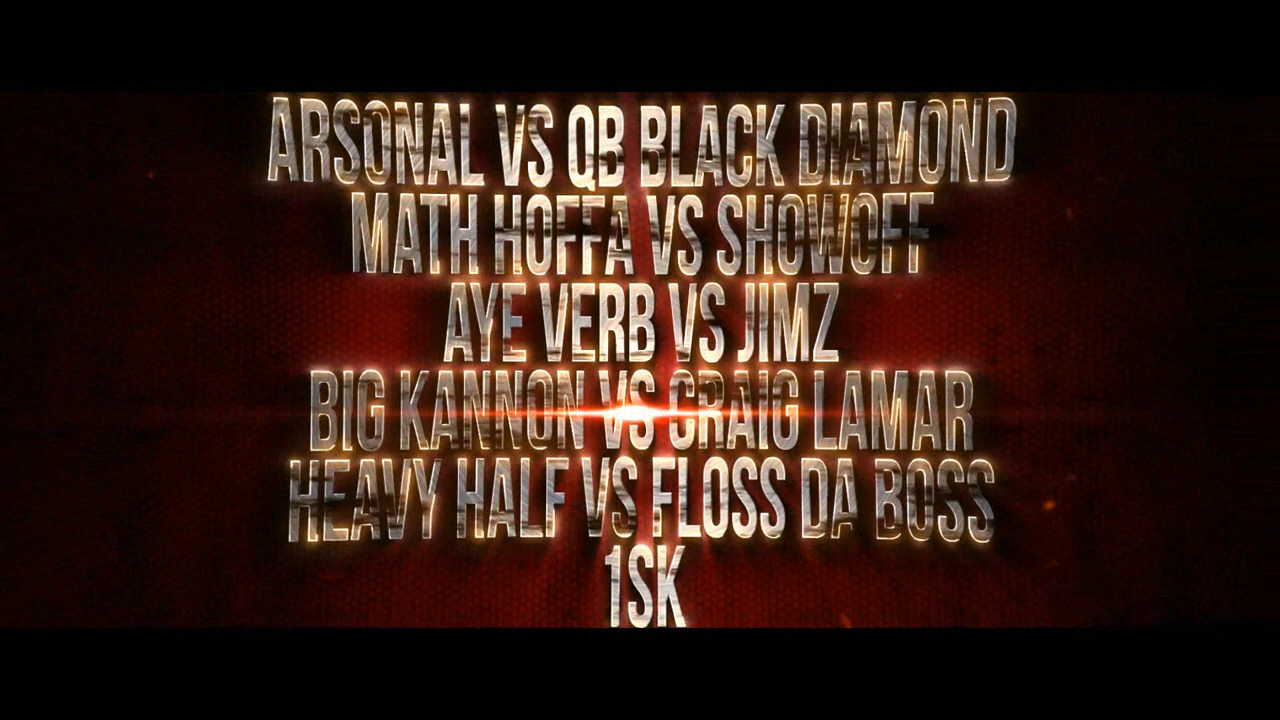 ARSONAL VS QB BLACK DIAMOND
MATH HOFFA VS SHOWOFF
AYE VERB VS JIMZ
BIG KANNON VS CRAIG LAMAR
HEAVY HALF VS FLOSS DA BOSS
1SK